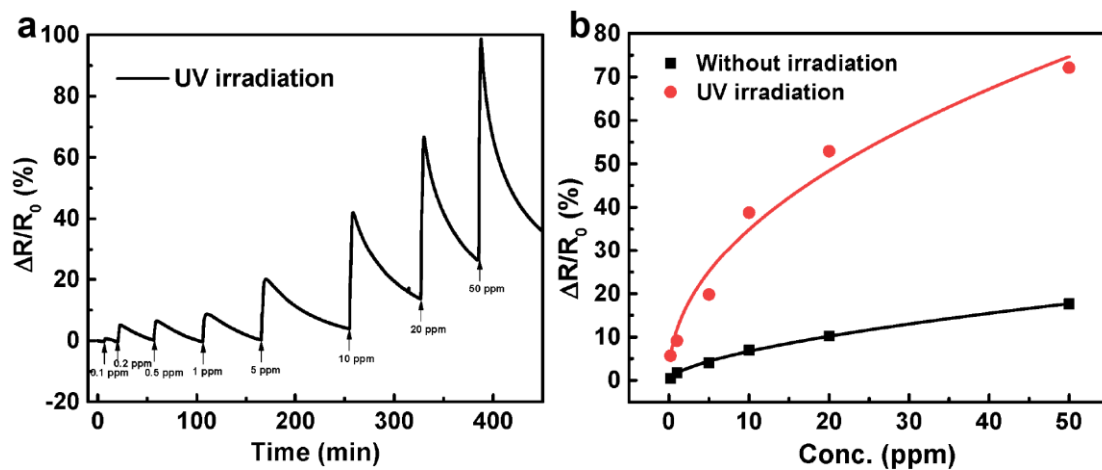 a
UV irradiation
100
80
60
40
20
0
-20
ΔR/R0 (%)
0.1 ppm
0.2 ppm
0.5 ppm
1 ppm
5 ppm
10 ppm
20 ppm
50 ppm
0 100 200 300 400
Time (min)
b
Without irradiation
UV irradiation
80
70
60
50
40
30
20
10
0
ΔR/R0 (%)
0 10 20 30 40 50
Conc. (ppm)